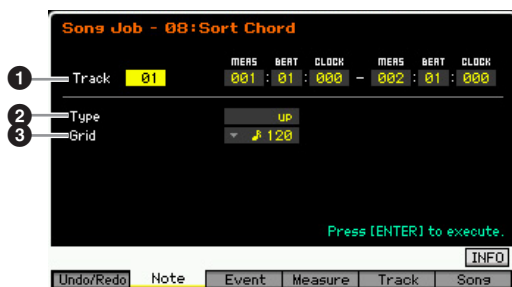 Song Job - 08:Sort Chord
MEAS BEAT CLOCK MEAS BEAT CLOCK
1 Track 01 001 : 01 : 000 - 002 : 01 : 000
2 Type up
3 Grid 120
Press [ENTER] to execute.
INFO
Undo/Redo Note Event Measure Track Song